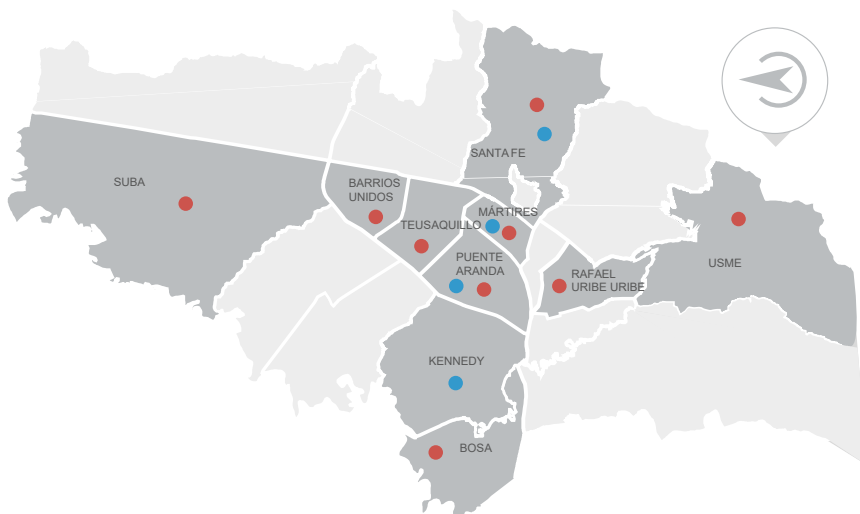 SANTA FE
SUBA
BARRIOS
UNIDOS
MÁRTIRES
TEUSAQUILLO
PUENTE
ARANDA
RAFAEL
URIBE URIBE
USME
KENNEDY
BOSA